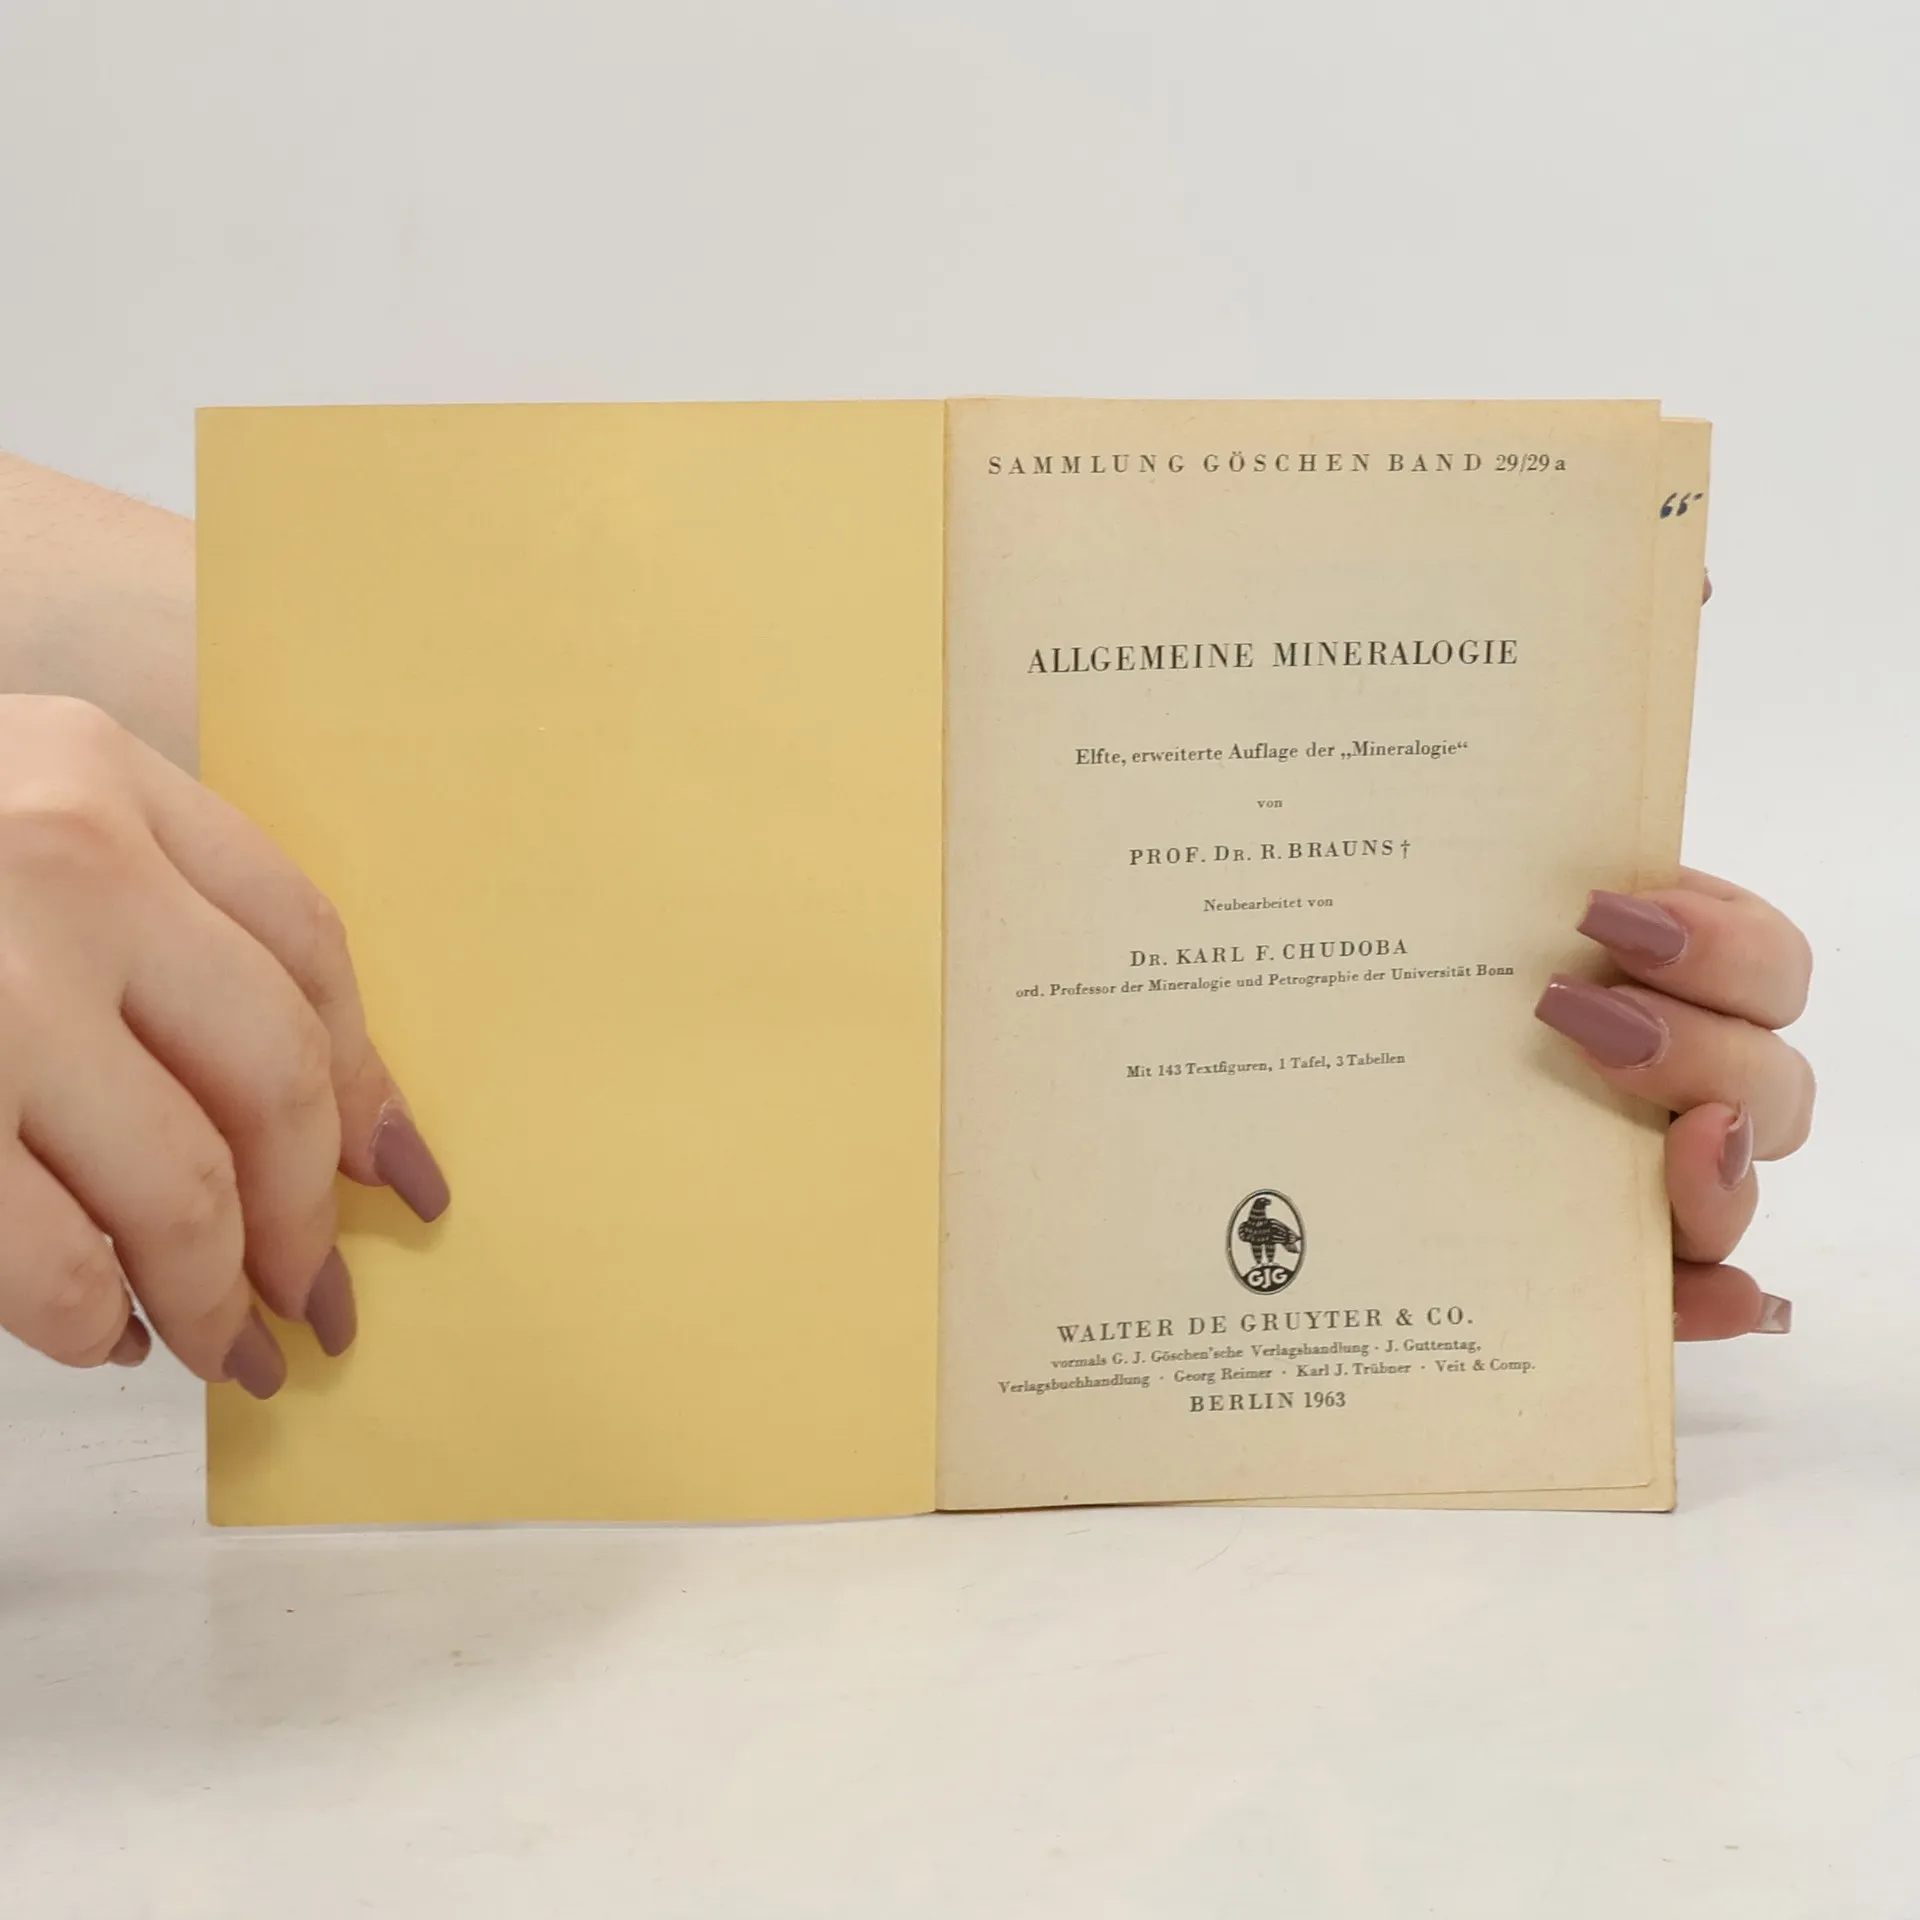 SAMMLUNG GÖSCHEN BAND 29/29 a
ALLGEMEINE MINERALOGIE
Elfte, erweiterte Auflage der „Mineralogie“
von
PROF. DR. R. BRAUNS †
Neubearbeitet von
DR. KARL F. CHUDOBA
ord. Professor der Mineralogie und Petrographie der Universität Bonn
Mit 143 Textfiguren, 1 Tafel, 3 Tabellen
GJG
WALTER DE GRUYTER & CO.
vormals G. J. Göschen'sche Verlagshandlung · J. Guttentag,
Verlagsbuchhandlung · Georg Reimer · Karl J. Trübner · Veit & Comp.
BERLIN 1963